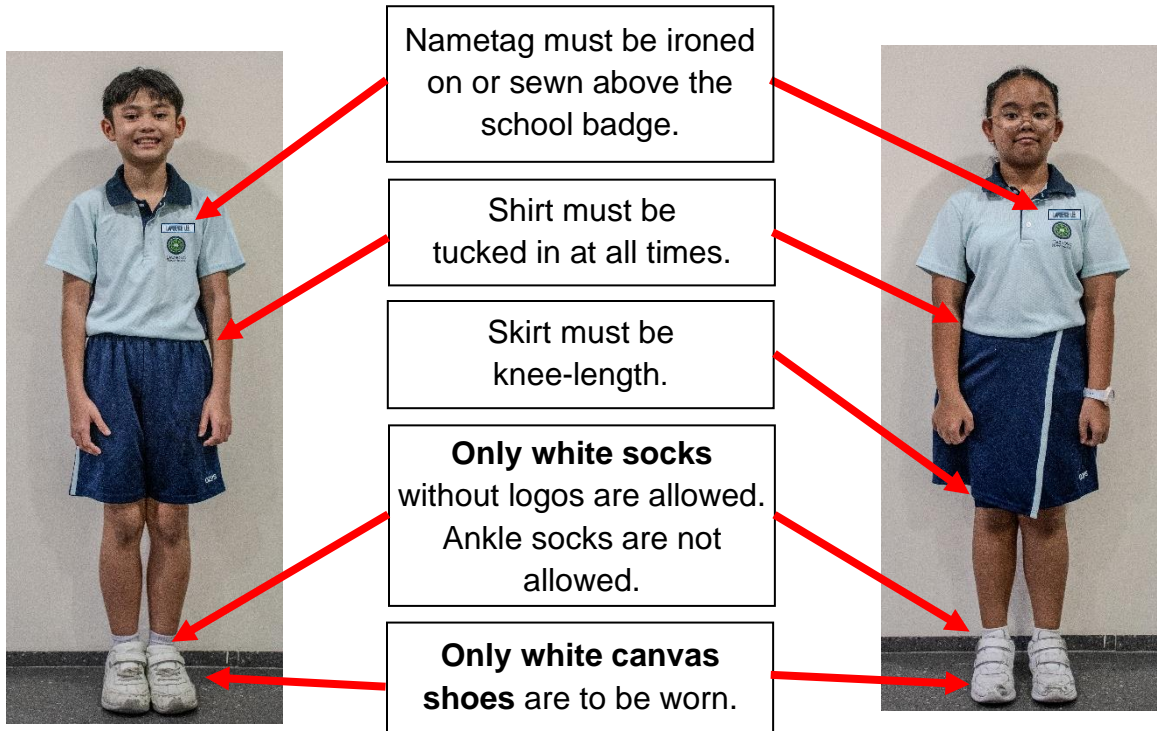 Nametag must be ironed
on or sewn above the
school badge.
Shirt must be
tucked in at all times.
Skirt must be
knee-length.
Only white socks
without logos are allowed.
Ankle socks are not
allowed.
Only white canvas
shoes are to be worn.